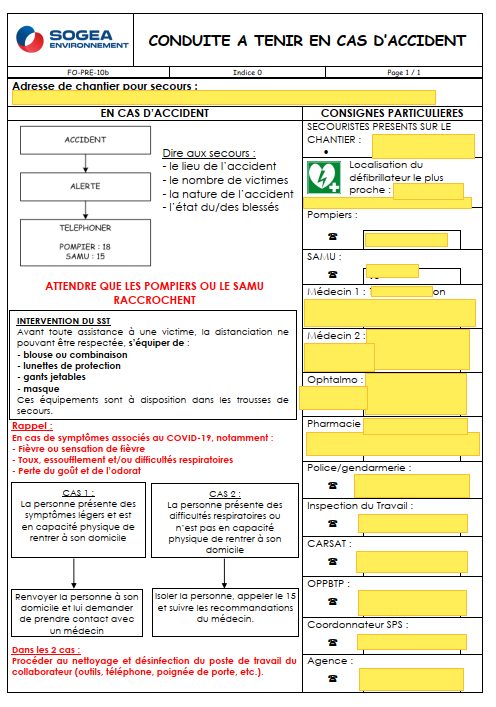 SOGEA
ENVIRONNEMENT
CONDUITE A TENIR EN CAS D'ACCIDENT
FO-PRE-10b
Indice 0
Page 1 / 1
Adresse de chantier pour secours :
EN CAS D'ACCIDENT
ACCIDENT
ALERTE
TELEPHONER
POMPIER : 18
SAMU : 15
Dire aux secours :
- le lieu de l'accident
- le nombre de victimes
- la nature de l'accident
- l'état du/des blessés
ATTENDRE QUE LES POMPIERS OU LE SAMU
RACCROCHENT
INTERVENTION DU SST
Avant toute assistance à une victime, la distanciation ne
pouvant être respectée, s'équiper de :
- blouse ou combinaison
- lunettes de protection
- gants jetables
- masque
Ces équipements sont à disposition dans les trousses de
secours.
Rappel :
En cas de symptômes associés au COVID-19, notamment :
- Fièvre ou sensation de fièvre
- Toux, essoufflement et/ou difficultés respiratoires
- Perte du goût et de l'odorat
CAS 1 :
La personne présente des
symptômes légers et est
en capacité physique de
rentrer à son domicile
Renvoyer la personne à son
domicile et lui demander
de prendre contact avec
un médecin
CAS 2 :
La personne présente des
difficultés respiratoires ou
n'est pas en capacité
physique de rentrer à son
domicile
Isoler la personne, appeler le 15
et suivre les recommandations
du médecin.
Dans les 2 cas :
Procéder au nettoyage et désinfection du poste de travail du
collaborateur (outils, téléphone, poignée de porte, etc.).
CONSIGNES PARTICULIERES
SECOURISTES PRESENTS SUR LE
CHANTIER :
Localisation du
défibrillateur le plus
proche :
Pompiers :
SAMU :
Médecin 1 :
Médecin 2 :
Ophtalmo :
Pharmacie
Police/gendarmerie :
Inspection du Travail :
CARSAT :
OPPBTP :
Coordonnateur SPS :
Agence :